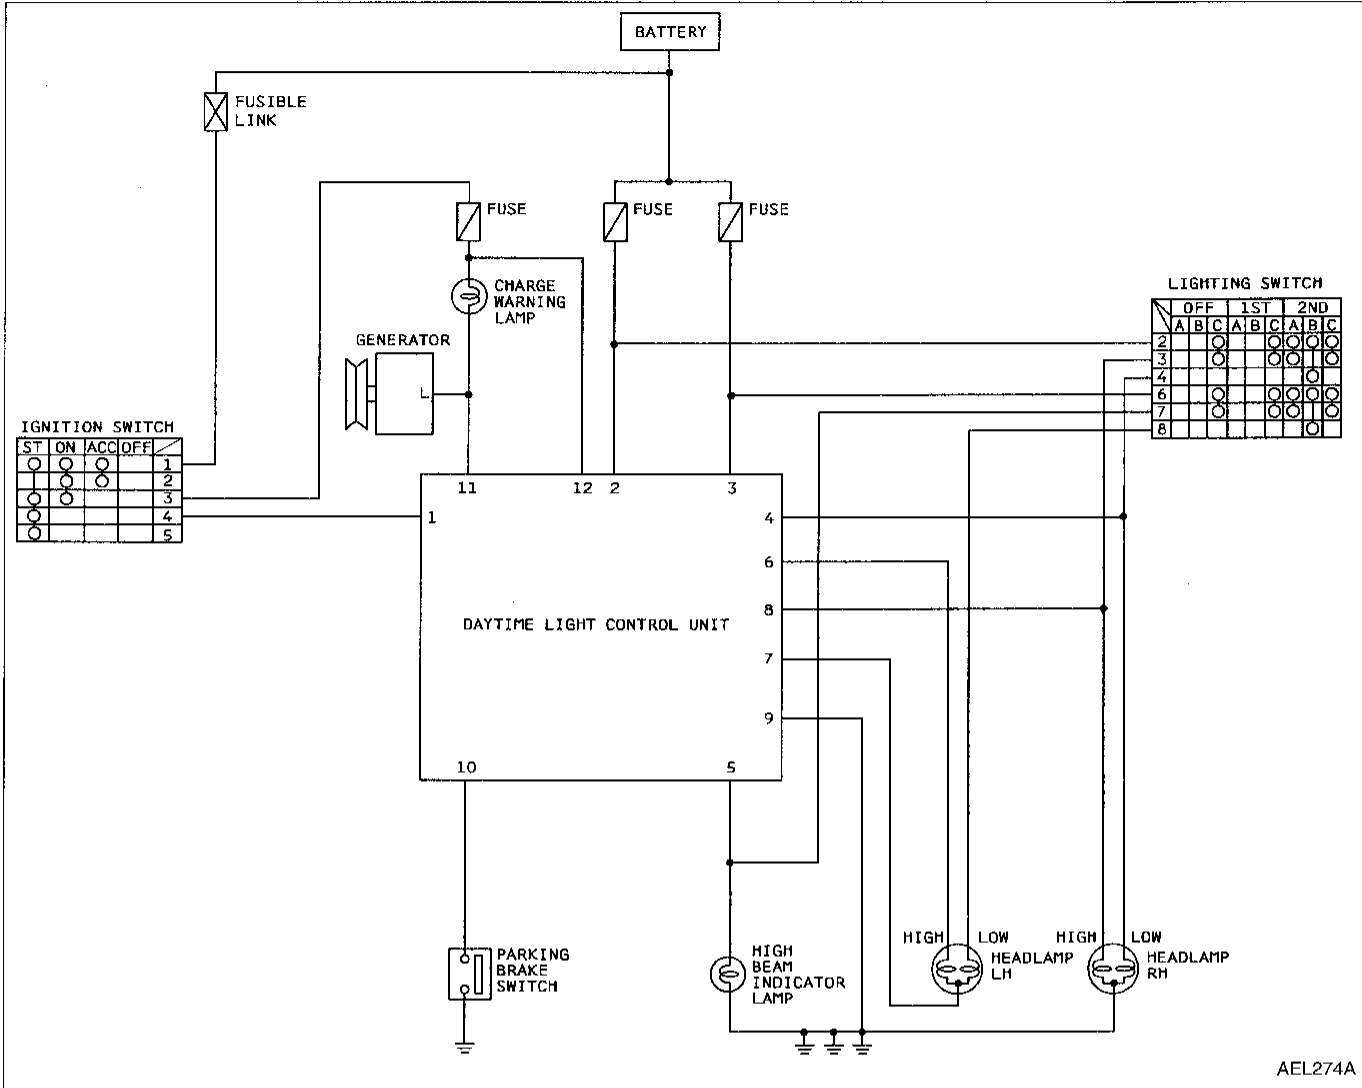 BATTERY
FUSIBLE
LINK
FUSE
FUSE
FUSE
CHARGE
WARNING
LAMP
GENERATOR
L
LIGHTING SWITCH
OFF 1ST 2ND
A B C A B C A B C
2
3
4
6
7
8
IGNITION SWITCH
ST ON ACC OFF
1
2
3
4
5
11 12 2 3
1
4
6
8
DAYTIME LIGHT CONTROL UNIT
7
9
10 5
PARKING
BRAKE
SWITCH
HIGH
BEAM
INDICATOR
LAMP
HIGH LOW
HEADLAMP
LH
HIGH LOW
HEADLAMP
RH
AEL274A